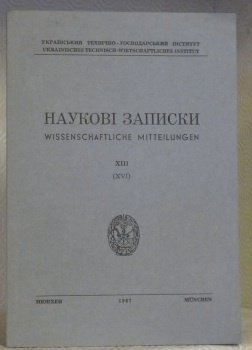 УКРАЇНСЬКИЙ ТЕХНІЧНО-ГОСПОДАРСЬКИЙ ІНСТИТУТ
UKRAINISCHES TECHNISCH-WIRTSCHAFTLICHES INSTITUT
НАУКОВІ ЗАПИСКИ
WISSENSCHAFTLICHE MITTEILUNGEN
XIII
(XVI)
МЮНХЕН 1967 MÜNCHEN